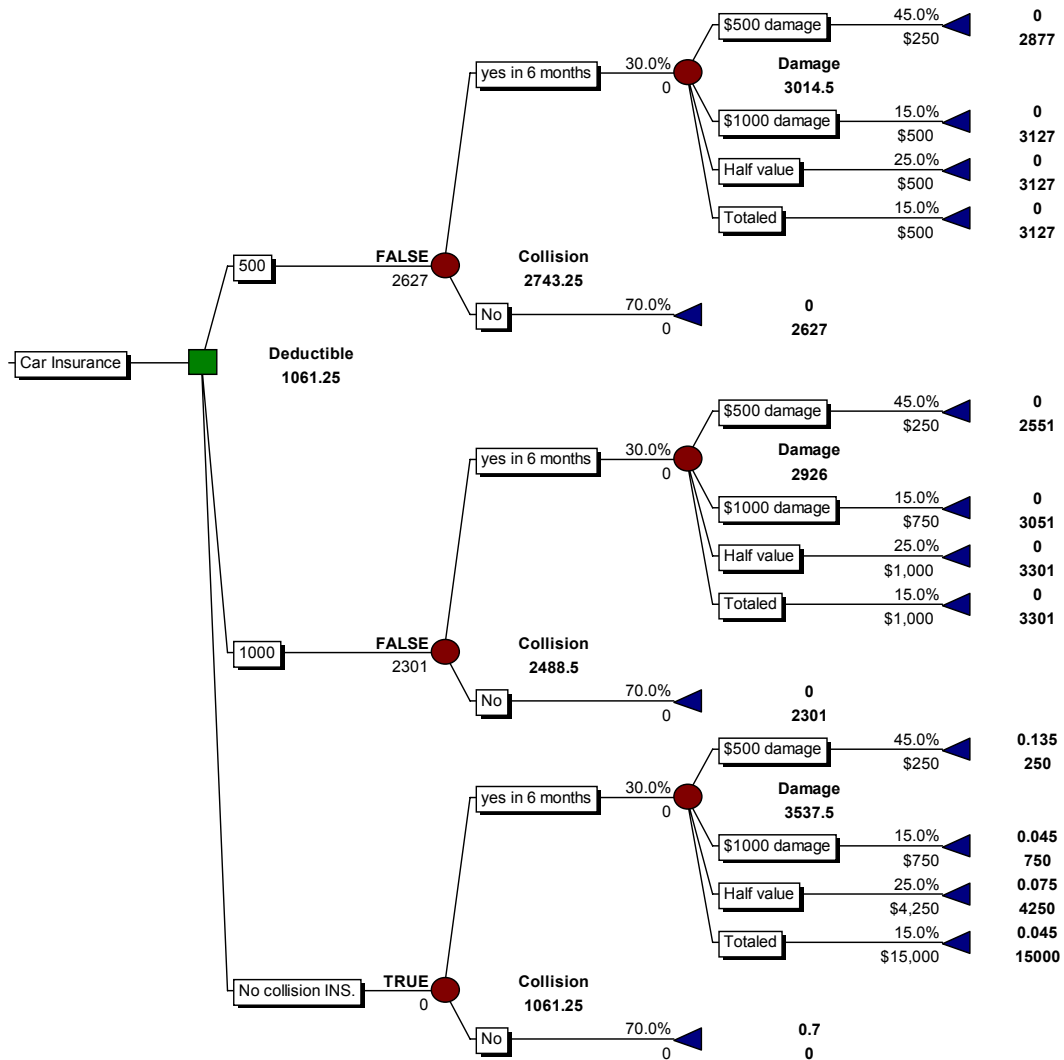 $500 damage 45.0% 0
$250 2877
yes in 6 months 30.0% Damage
0 3014.5
$1000 damage 15.0% 0
$500 3127
Half value 25.0% 0
$500 3127
Totaled 15.0% 0
$500 3127
500 FALSE Collision
2627 2743.25
No 70.0% 0
0 2627
Car Insurance Deductible
1061.25
$500 damage 45.0% 0
$250 2551
yes in 6 months 30.0% Damage
0 2926
$1000 damage 15.0% 0
$750 3051
Half value 25.0% 0
$1,000 3301
Totaled 15.0% 0
$1,000 3301
1000 FALSE Collision
2301 2488.5
No 70.0% 0
0 2301
$500 damage 45.0% 0.135
$250 250
yes in 6 months 30.0% Damage
0 3537.5
$1000 damage 15.0% 0.045
$750 750
Half value 25.0% 0.075
$4,250 4250
Totaled 15.0% 0.045
$15,000 15000
No collision INS. TRUE Collision
0 1061.25
No 70.0% 0.7
0 0